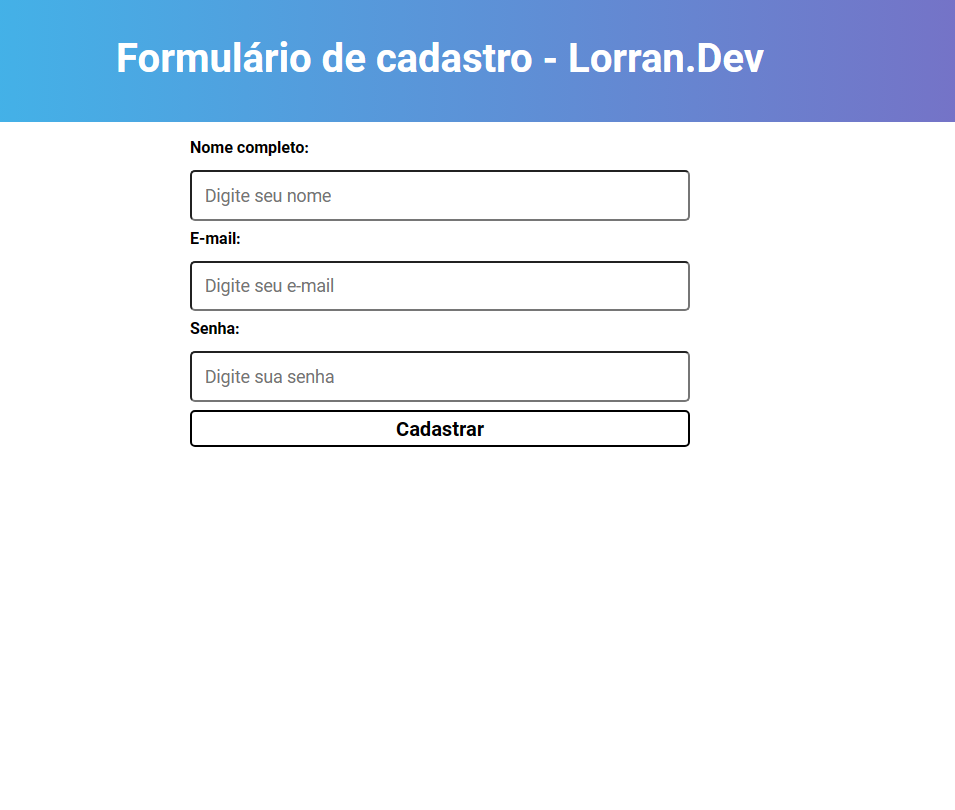 Formulário de cadastro - Lorran.Dev
Nome completo:
Digite seu nome
E-mail:
Digite seu e-mail
Senha:
Digite sua senha
Cadastrar